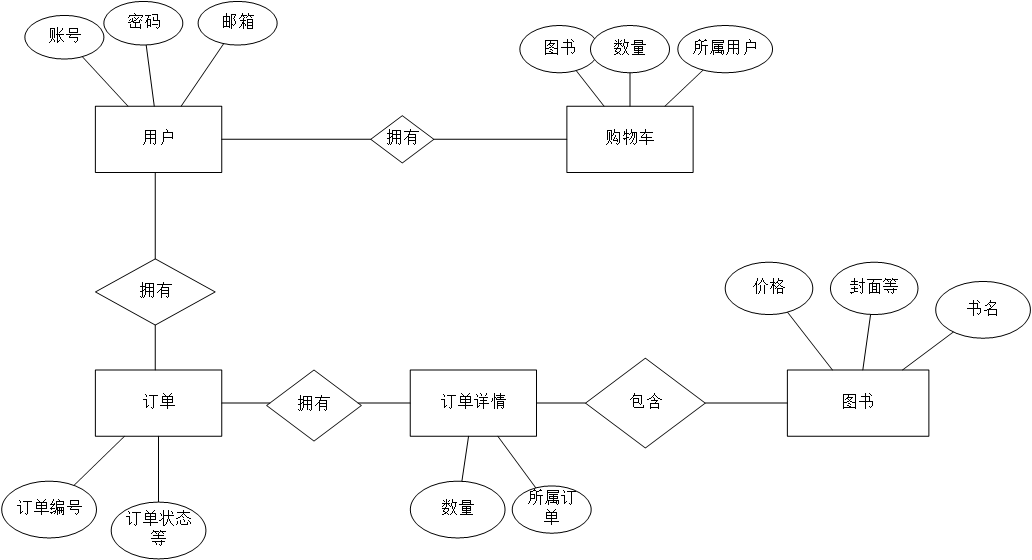 账号
密码
邮箱
图书
数量
所属用户
用户
拥有
购物车
拥有
价格
封面等
书名
订单
拥有
订单详情
包含
图书
订单编号
订单状态
等
数量
所属订
单